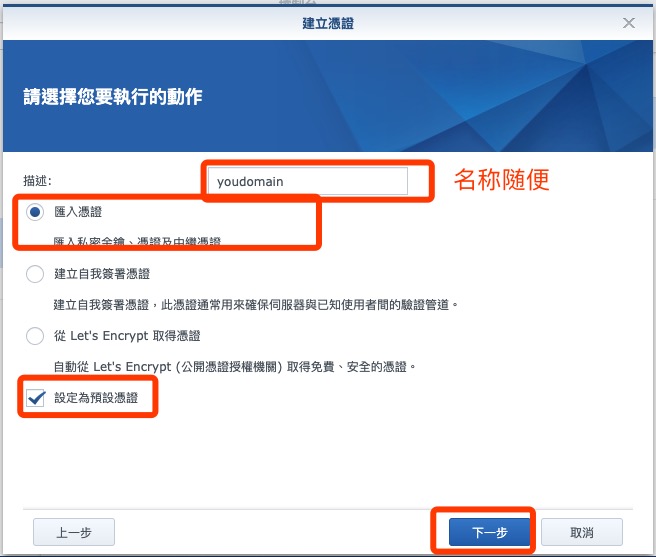 建立憑證
請選擇您要執行的動作
描述:
youdomain
名称随便
匯入憑證
匯入私密金鑰、憑證及中繼憑證
建立自我簽署憑證
建立自我簽署憑證，此憑證通常用來確保伺服器與已知使用者間的驗證管道。
從 Let's Encrypt 取得憑證
自動從 Let's Encrypt (公開憑證授權機關) 取得免費、安全的憑證。
設定為預設憑證
上一步
下一步
取消